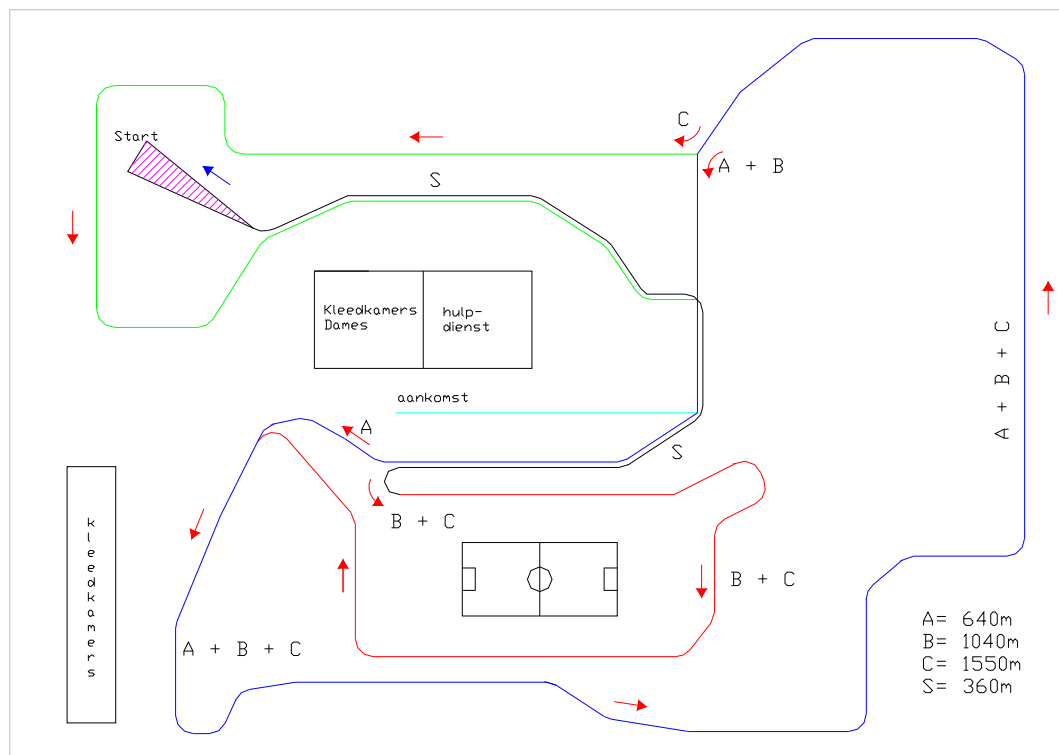 C
Start
A + B
S
Kleedkamers
Dames
hulp-
dienst
A + B + C
aankomst
A
S
B + C
kleedkamers
B + C
A + B + C
A= 640m
B= 1040m
C= 1550m
S= 360m